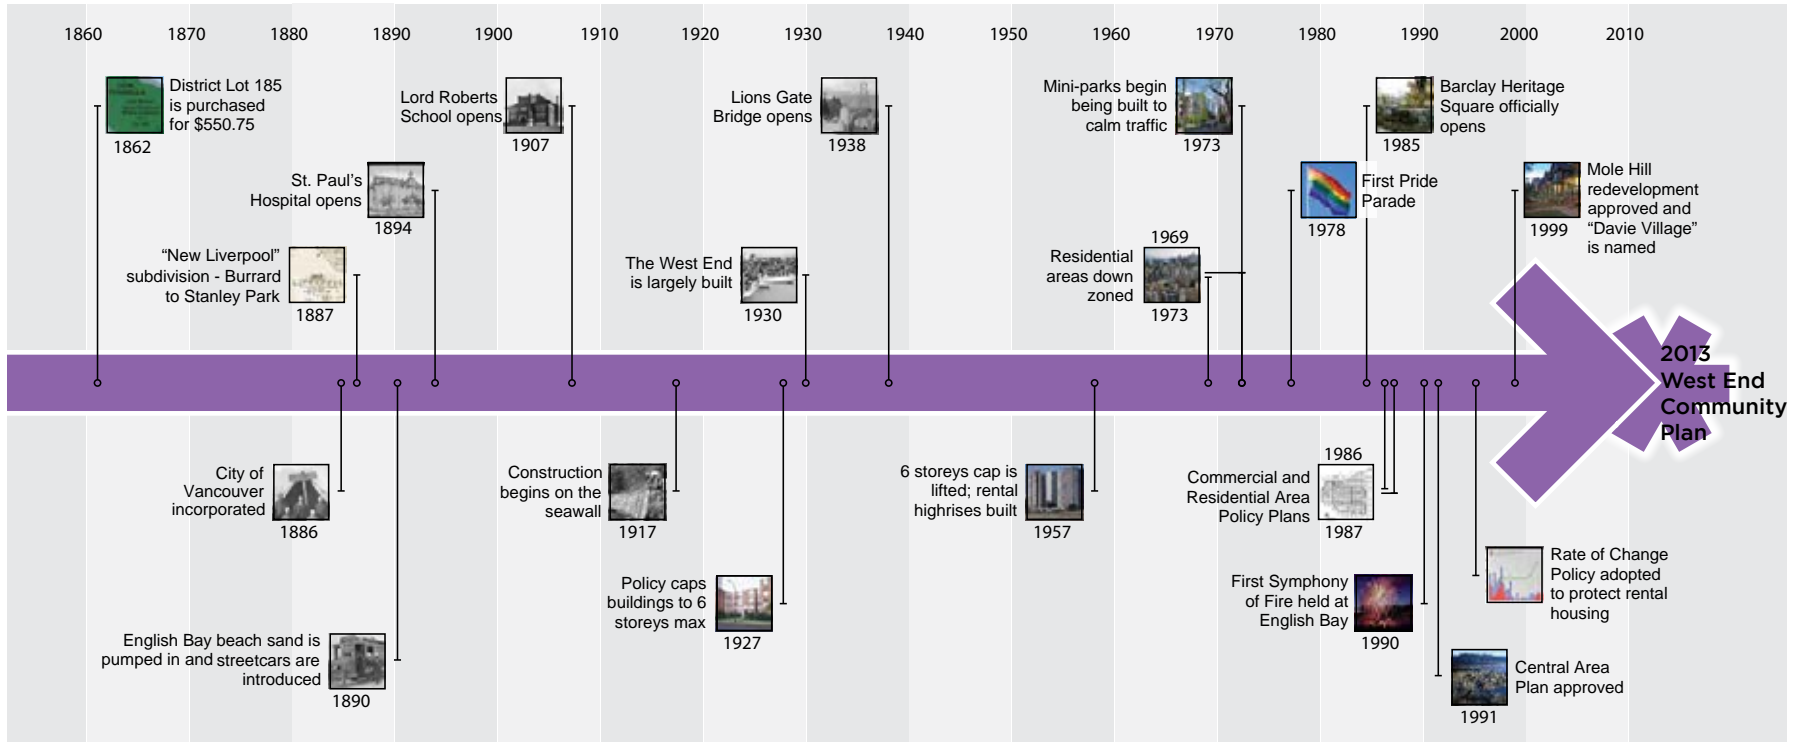 1860 1870 1880 1890 1900 1910 1920 1930 1940 1950 1960 1970 1980 1990 2000 2010
District Lot 185
is purchased
for $550.75
1862
Lord Roberts
School opens
1907
Lions Gate
Bridge opens
1938
Mini-parks begin
being built to
calm traffic
1973
Barclay Heritage
Square officially
opens
1985
St. Paul's
Hospital opens
1894
First Pride
Parade
1978
Mole Hill
redevelopment
approved and
“Davie Village”
is named
1999
“New Liverpool”
subdivision - Burrard
to Stanley Park
1887
The West End
is largely built
1930
1969
Residential
areas down
zoned
1973
2013
West End
Community
Plan
City of
Vancouver
incorporated
1886
Construction
begins on the
seawall
1917
6 storeys cap is
lifted; rental
highrises built
1957
1986
Commercial and
Residential Area
Policy Plans
1987
Policy caps
buildings to 6
storeys max
1927
First Symphony
of Fire held at
English Bay
1990
Rate of Change
Policy adopted
to protect rental
housing
English Bay beach sand is
pumped in and streetcars are
introduced
1890
Central Area
Plan approved
1991